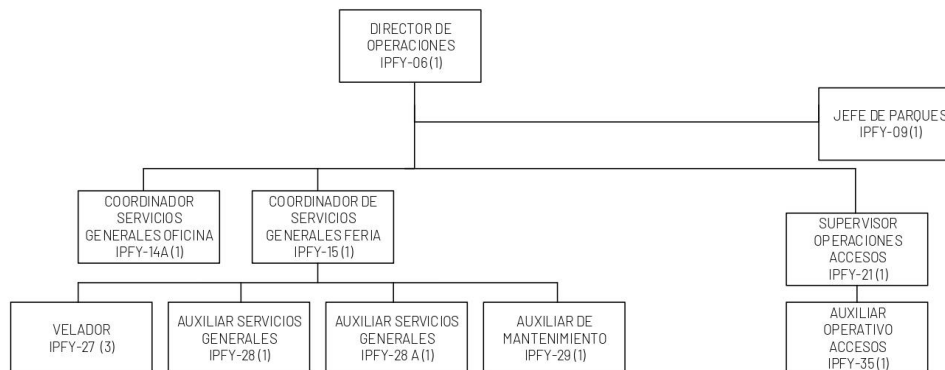 DIRECTOR DE
OPERACIONES
IPFY-06 (1)
JEFE DE PARQUES
IPFY-09 (1)
COORDINADOR
SERVICIOS
GENERALES OFICINA
IPFY-14A (1)
COORDINADOR DE
SERVICIOS
GENERALES FERIA
IPFY-15 (1)
SUPERVISOR
OPERACIONES
ACCESOS
IPFY-21 (1)
VELADOR
IPFY-27 (3)
AUXILIAR SERVICIOS
GENERALES
IPFY-28 (1)
AUXILIAR SERVICIOS
GENERALES
IPFY-28 A (1)
AUXILIAR DE
MANTENIMIENTO
IPFY-29 (1)
AUXILIAR
OPERATIVO
ACCESOS
IPFY-35 (1)